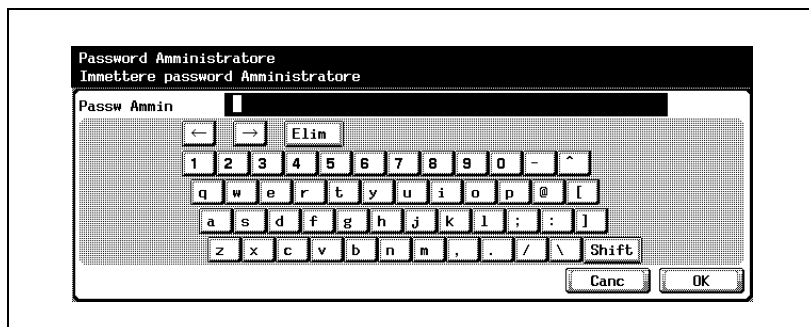 Password Amministratore
Immettere password Amministratore
Passw Ammin
← → Elim
1 2 3 4 5 6 7 8 9 0 - ^
q w e r t y u i o p @ [
a s d f g h j k l ; : ]
z x c v b n m , . / \ Shift
Canc OK